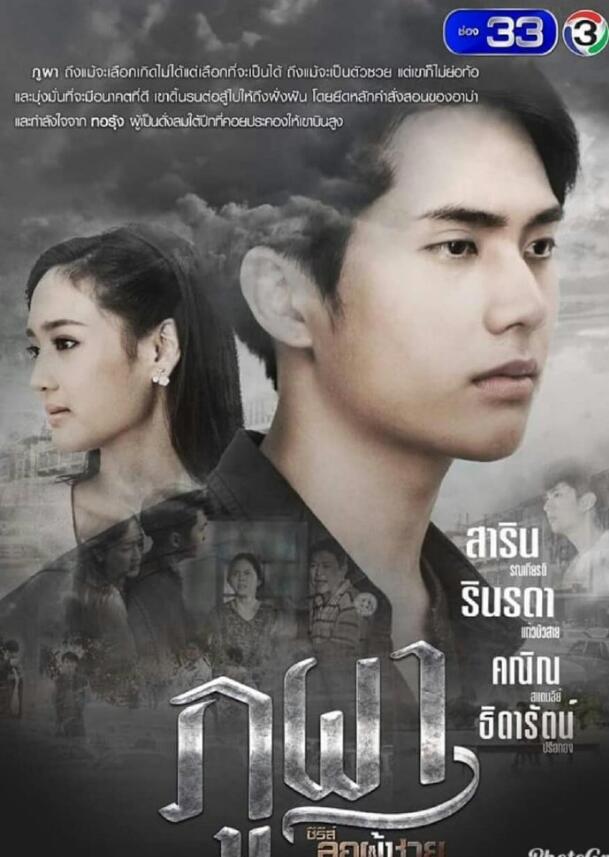 ช่อง 33 3
ภูผา ถึงแม้จะเลือกเกิดไม่ได้แต่เลือกที่จะเป็นได้ ถึงแม้จะเป็นตัวซวย แต่เขาก็ไม่ย่อท้อ
และมุ่งมั่นที่จะมีอนาคตที่ดี เขาดิ้นรนต่อสู้ไปให้ถึงฝั่งฝัน โดยยึดหลักคำสั่งสอนของอาม่า
และกำลังใจจาก ทอรุ้ง ผู้เป็นดั่งลมใต้ปีกที่คอยประคองให้เขาบินสูง
สาริน
รณเกียรติ
รินรดา
แก้วบัวสาย
คณิณ
สแตนลีย์
ธิดารัตน์
ปรือทอง
ภูผา
ซีรีส์
ลูกผู้ชาย